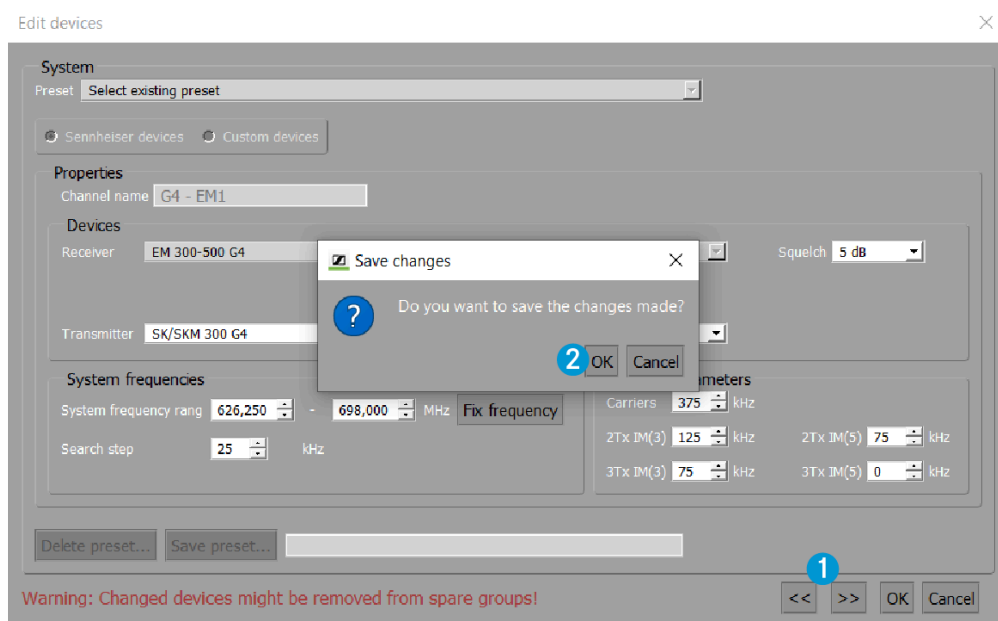 Edit devices
System
Preset Select existing preset
Sennheiser devices Custom devices
Properties
Channel name G4 - EM1
Devices
Receiver EM 300-500 G4 Squelch 5 dB
Save changes
Do you want to save the changes made?
2 OK Cancel
Transmitter SK/SKM 300 G4
System frequencies
System frequency rang 626,250 - 698,000 MHz Fix frequency
Search step 25 kHz
ameters
Carriers 375 kHz
2Tx IM(3) 125 kHz 2Tx IM(5) 75 kHz
3Tx IM(3) 75 kHz 3Tx IM(5) 0 kHz
Delete preset... Save preset...
1
Warning: Changed devices might be removed from spare groups! << >> OK Cancel